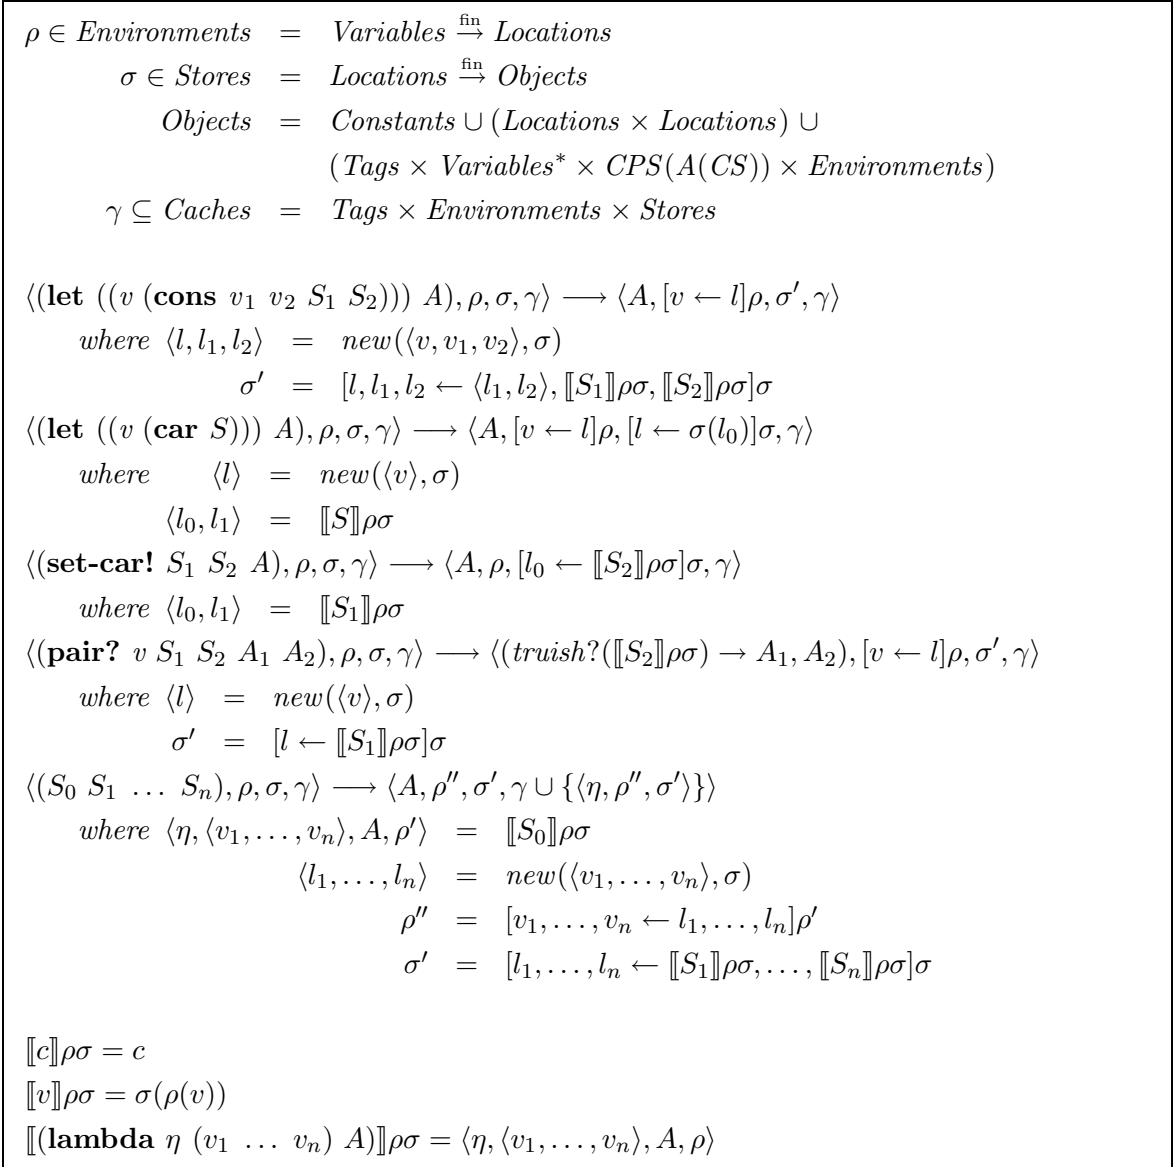 ρ ∈ Environments = Variables →^fin Locations
σ ∈ Stores = Locations →^fin Objects
Objects = Constants ∪ (Locations × Locations) ∪
(Tags × Variables* × CPS(A(CS)) × Environments)
γ ⊆ Caches = Tags × Environments × Stores
⟨(let ((v (cons v₁ v₂ S₁ S₂))) A), ρ, σ, γ⟩ ⟶ ⟨A, [v ← l]ρ, σ′, γ⟩
where ⟨l, l₁, l₂⟩ = new(⟨v, v₁, v₂⟩, σ)
σ′ = [l, l₁, l₂ ← ⟨l₁, l₂⟩, ⟦S₁⟧ρσ, ⟦S₂⟧ρσ]σ
⟨(let ((v (car S))) A), ρ, σ, γ⟩ ⟶ ⟨A, [v ← l]ρ, [l ← σ(l₀)]σ, γ⟩
where ⟨l⟩ = new(⟨v⟩, σ)
⟨l₀, l₁⟩ = ⟦S⟧ρσ
⟨(set-car! S₁ S₂ A), ρ, σ, γ⟩ ⟶ ⟨A, ρ, [l₀ ← ⟦S₂⟧ρσ]σ, γ⟩
where ⟨l₀, l₁⟩ = ⟦S₁⟧ρσ
⟨(pair? v S₁ S₂ A₁ A₂), ρ, σ, γ⟩ ⟶ ⟨(truish?(⟦S₂⟧ρσ) → A₁, A₂), [v ← l]ρ, σ′, γ⟩
where ⟨l⟩ = new(⟨v⟩, σ)
σ′ = [l ← ⟦S₁⟧ρσ]σ
⟨(S₀ S₁ … Sₙ), ρ, σ, γ⟩ ⟶ ⟨A, ρ″, σ′, γ ∪ {⟨η, ρ″, σ′⟩}⟩
where ⟨η, ⟨v₁, …, vₙ⟩, A, ρ′⟩ = ⟦S₀⟧ρσ
⟨l₁, …, lₙ⟩ = new(⟨v₁, …, vₙ⟩, σ)
ρ″ = [v₁, …, vₙ ← l₁, …, lₙ]ρ′
σ′ = [l₁, …, lₙ ← ⟦S₁⟧ρσ, …, ⟦Sₙ⟧ρσ]σ
⟦c⟧ρσ = c
⟦v⟧ρσ = σ(ρ(v))
⟦(lambda η (v₁ … vₙ) A)⟧ρσ = ⟨η, ⟨v₁, …, vₙ⟩, A, ρ⟩